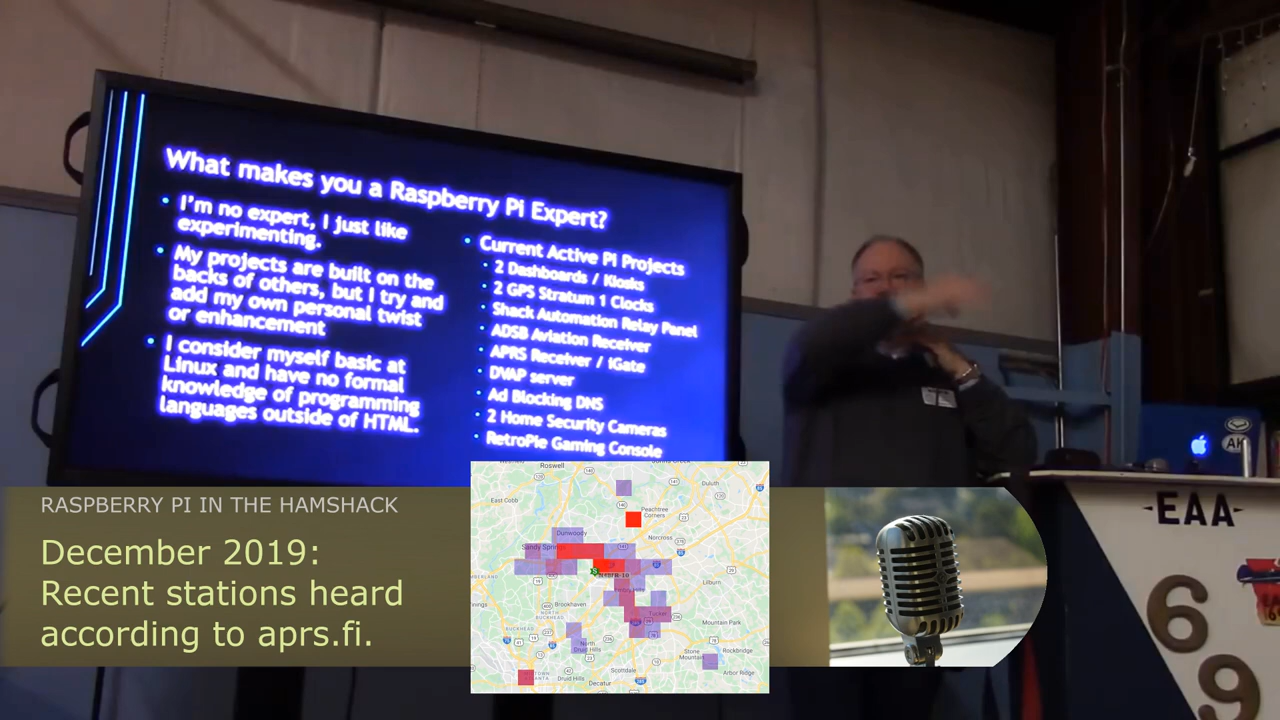 What makes you a Raspberry Pi Expert?
• I'm no expert, I just like
experimenting.
• My projects are built on the
backs of others, but I try and
add my own personal twist
or enhancement
• I consider myself basic at
Linux and have no formal
knowledge of programming
languages outside of HTML.
• Current Active Pi Projects
• 2 Dashboards / Kiosks
• 2 GPS Stratum 1 Clocks
• Shack Automation Relay Panel
• ADSB Aviation Receiver
• APRS Receiver / iGate
• DVAP server
• Ad Blocking DNS
• 2 Home Security Cameras
• RetroPie Gaming Console
RASPBERRY PI IN THE HAMSHACK
December 2019:
Recent stations heard
according to aprs.fi.
Roswell
East Cobb
Duluth
Peachtree
Corners
Dunwoody
Norcross
Sandy Springs
Lilburn
Brookhaven
NORTH
BUCKHEAD
BUCKHEAD
Tucker
Mountain Park
North
Druid Hills
Stone
Mountain
Rockbridge
Scottdale
Arbor Ridge
Druid Hills
Decatur
AK
-EAA-
69